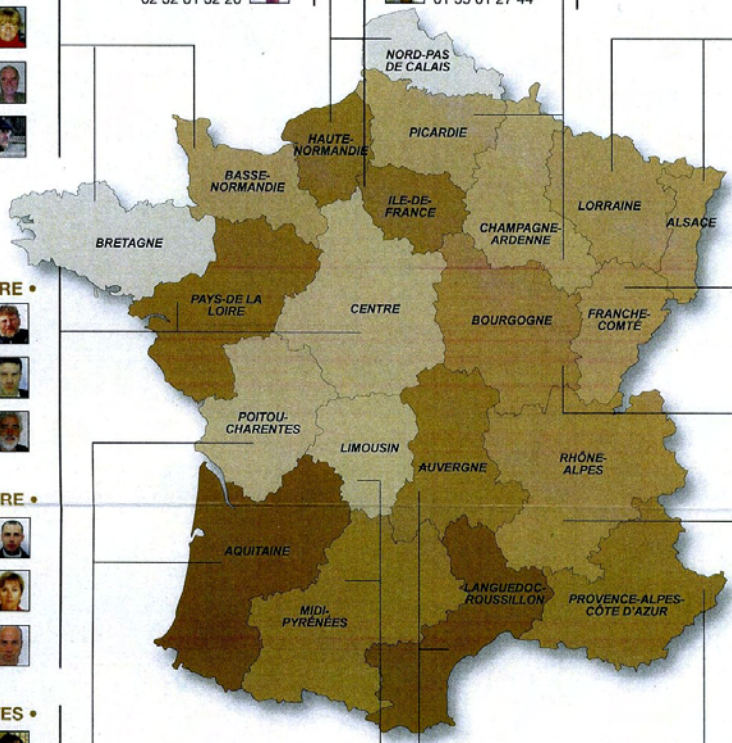 NORD-PAS
DE CALAIS
PICARDIE
HAUTE-
NORMANDIE
BASSE-
NORMANDIE
ILE-DE-
FRANCE
CHAMPAGNE-
ARDENNE
LORRAINE
ALSACE
BRETAGNE
RE •
PAYS-DE LA
LOIRE
CENTRE
BOURGOGNE
FRANCHE-
COMTÉ
POITOU-
CHARENTES
LIMOUSIN
AUVERGNE
RHÔNE-
ALPES
RE •
AQUITAINE
MIDI-
PYRÉNÉES
LANGUEDOC-
ROUSSILLON
PROVENCE-ALPES-
CÔTE D'AZUR
ES •